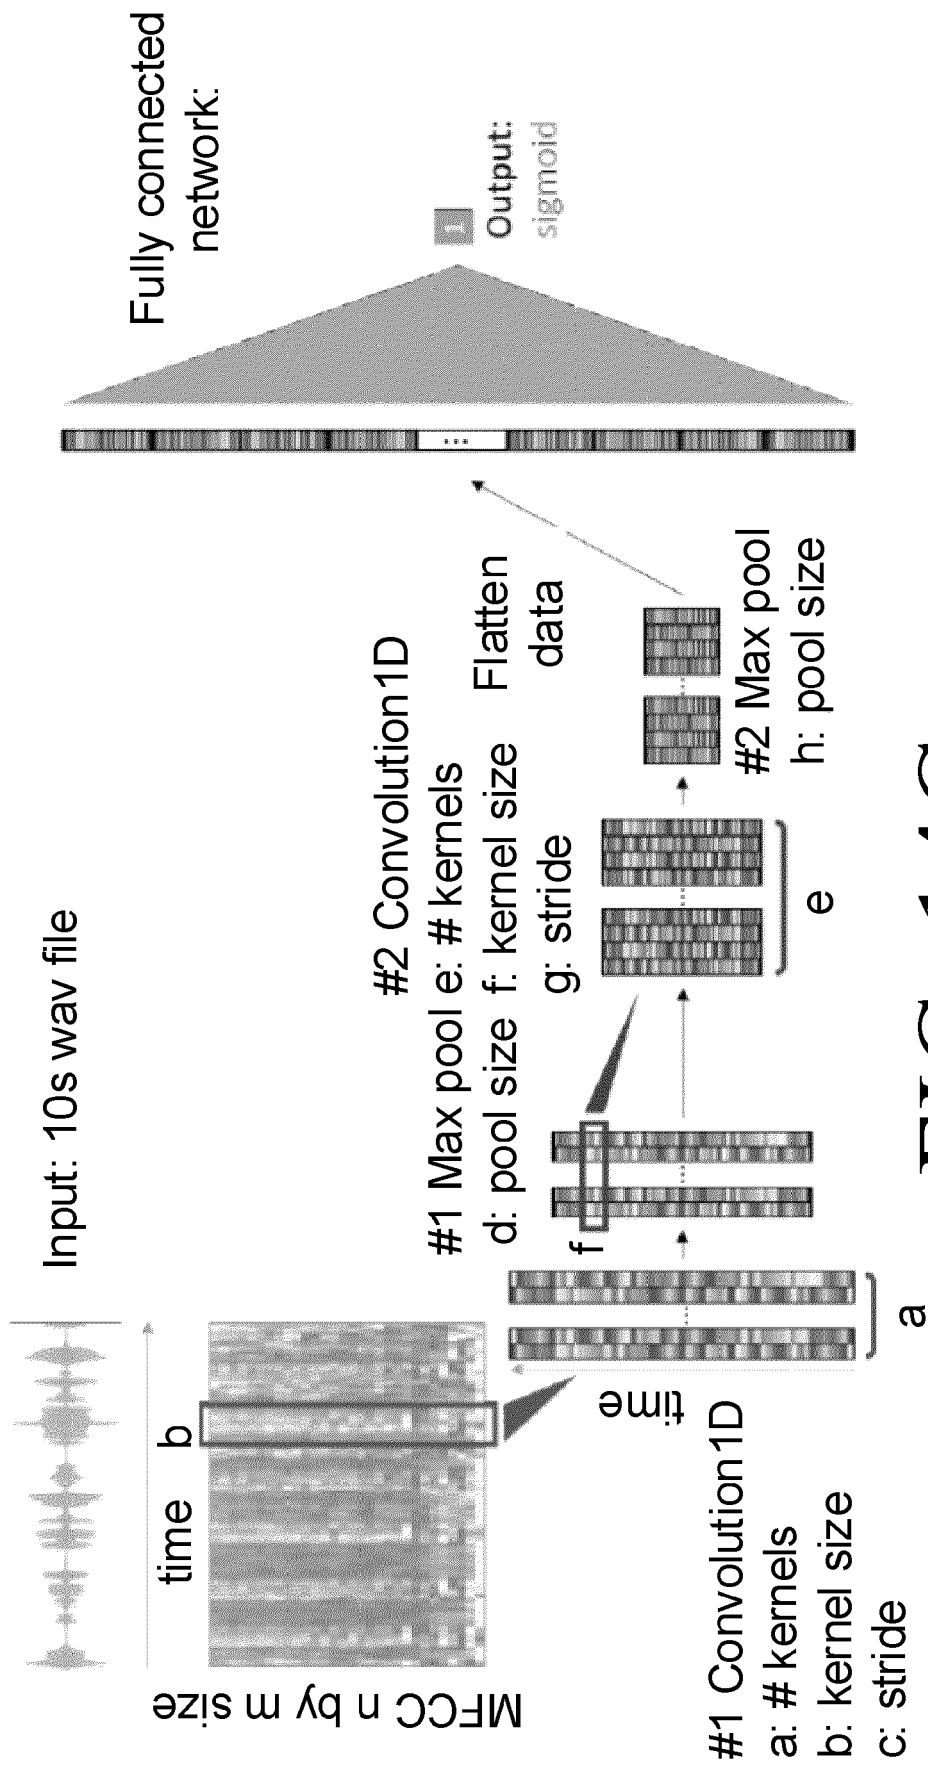 Input: 10s wav file
time
b
MFCC n by m size
time
#1 Convolution1D
a: # kernels
b: kernel size
c: stride
a
f
#1 Max pool
d: pool size
#2 Convolution1D
e: # kernels
f: kernel size
g: stride
e
#2 Max pool
h: pool size
Flatten
data
...
Fully connected
network:
1
Output:
sigmoid